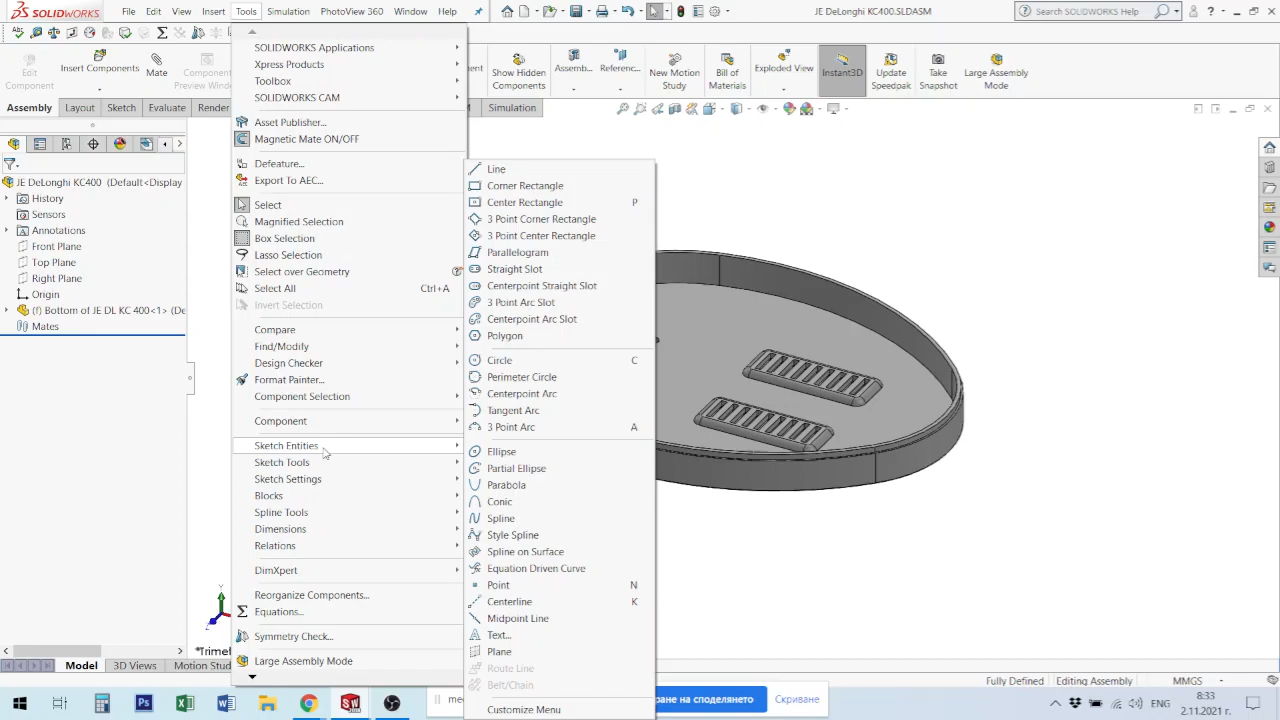 SOLIDWORKS
File
Edit
View
Insert
Tools
Simulation
PhotoView 360
Window
Help
JE DeLonghi KC400.SLDASM
Search SOLIDWORKS Help
Edit
Component
Insert Components
Mate
Component
Preview Window
Show Hidden
Components
Assemb...
Referenc...
New Motion
Study
Bill of
Materials
Exploded View
Instant3D
Update
Speedpak
Take
Snapshot
Large Assembly
Mode
Assembly
Layout
Sketch
Evaluate
Render
Simulation
JE DeLonghi KC400 (Default<Display
History
Sensors
Annotations
Front Plane
Top Plane
Right Plane
Origin
(f) Bottom of JE DL KC 400<1> (De
Mates
SOLIDWORKS Applications
Xpress Products
Toolbox
SOLIDWORKS CAM
Asset Publisher...
Magnetic Mate ON/OFF
Defeature...
Export To AEC...
Select
Magnified Selection
Box Selection
Lasso Selection
Select over Geometry
Select All Ctrl+A
Invert Selection
Compare
Find/Modify
Design Checker
Format Painter...
Component Selection
Component
Sketch Entities
Sketch Tools
Sketch Settings
Blocks
Spline Tools
Dimensions
Relations
DimXpert
Reorganize Components...
Equations...
Symmetry Check...
Large Assembly Mode
Line
Corner Rectangle
Center Rectangle P
3 Point Corner Rectangle
3 Point Center Rectangle
Parallelogram
Straight Slot
Centerpoint Straight Slot
3 Point Arc Slot
Centerpoint Arc Slot
Polygon
Circle C
Perimeter Circle
Centerpoint Arc
Tangent Arc
3 Point Arc A
Ellipse
Partial Ellipse
Parabola
Conic
Spline
Style Spline
Spline on Surface
Equation Driven Curve
Point N
Centerline K
Midpoint Line
Text...
Plane
Route Line
Belt/Chain
Customize Menu
Y
*Trime
Model
3D Views
Motion Stu
Fully Defined
Editing Assembly
MMGS
ране на споделянето
Скриване
ENG
8:33
2.11.2021 г.